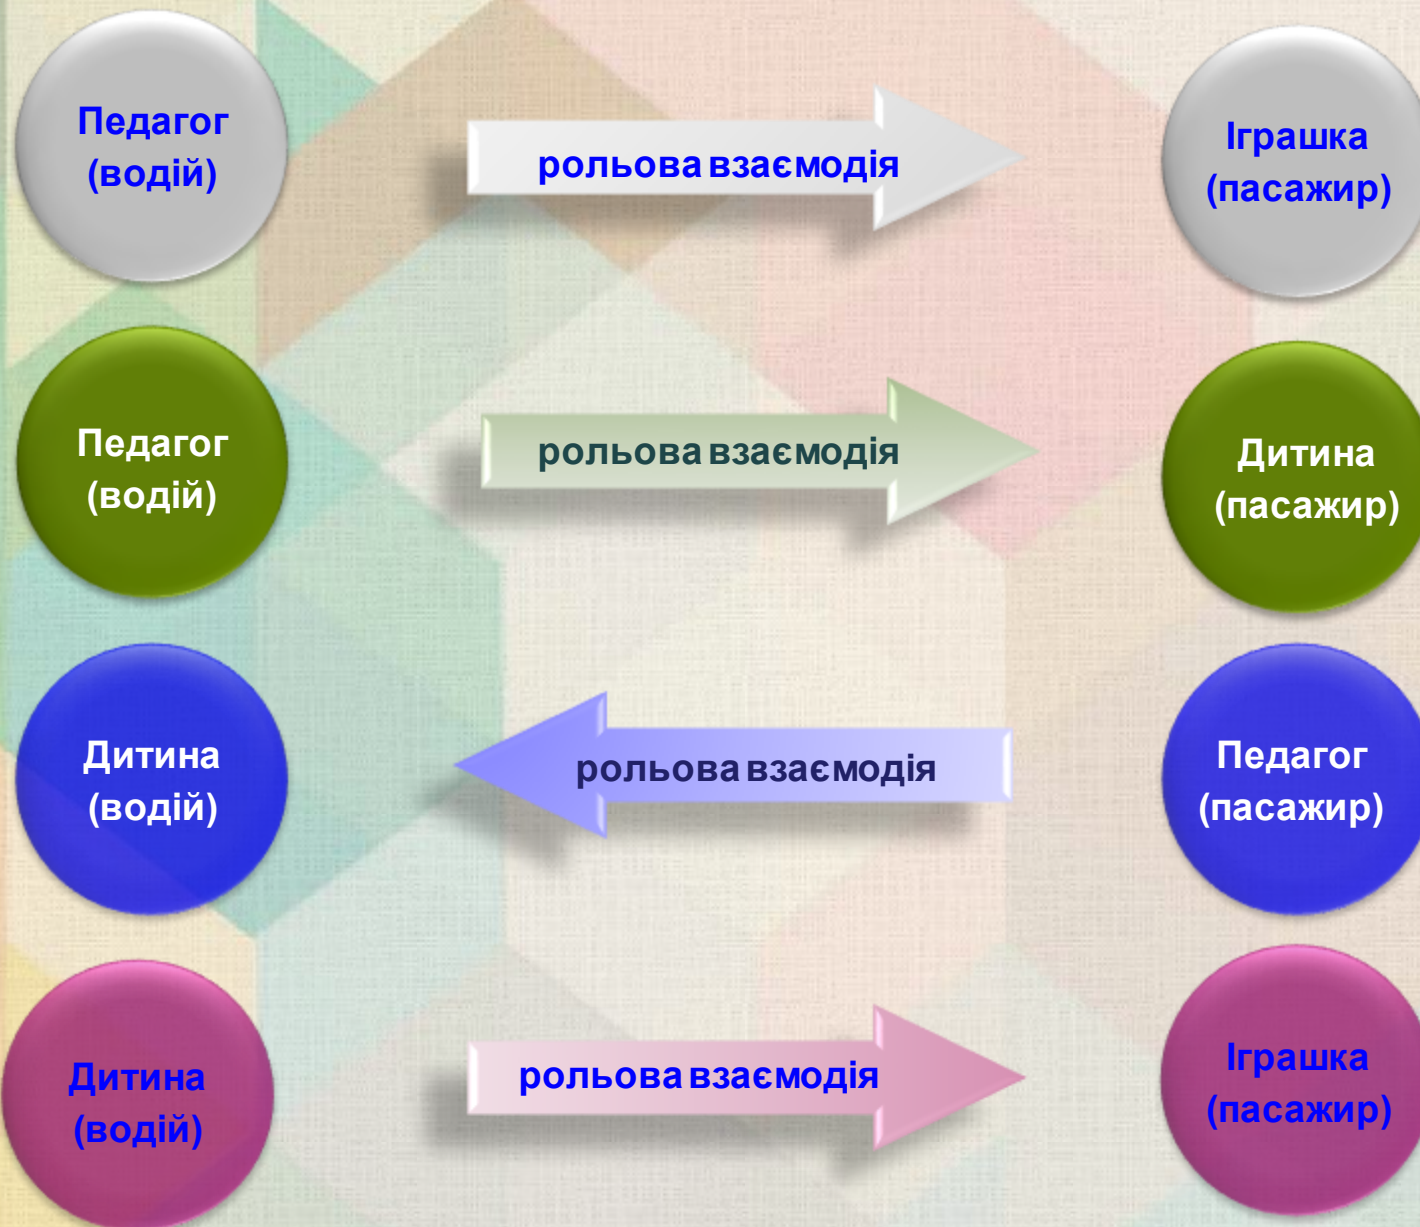 Педагог
(водій)
рольова взаємодія
Іграшка
(пасажир)
Педагог
(водій)
рольова взаємодія
Дитина
(пасажир)
Дитина
(водій)
рольова взаємодія
Педагог
(пасажир)
Дитина
(водій)
рольова взаємодія
Іграшка
(пасажир)